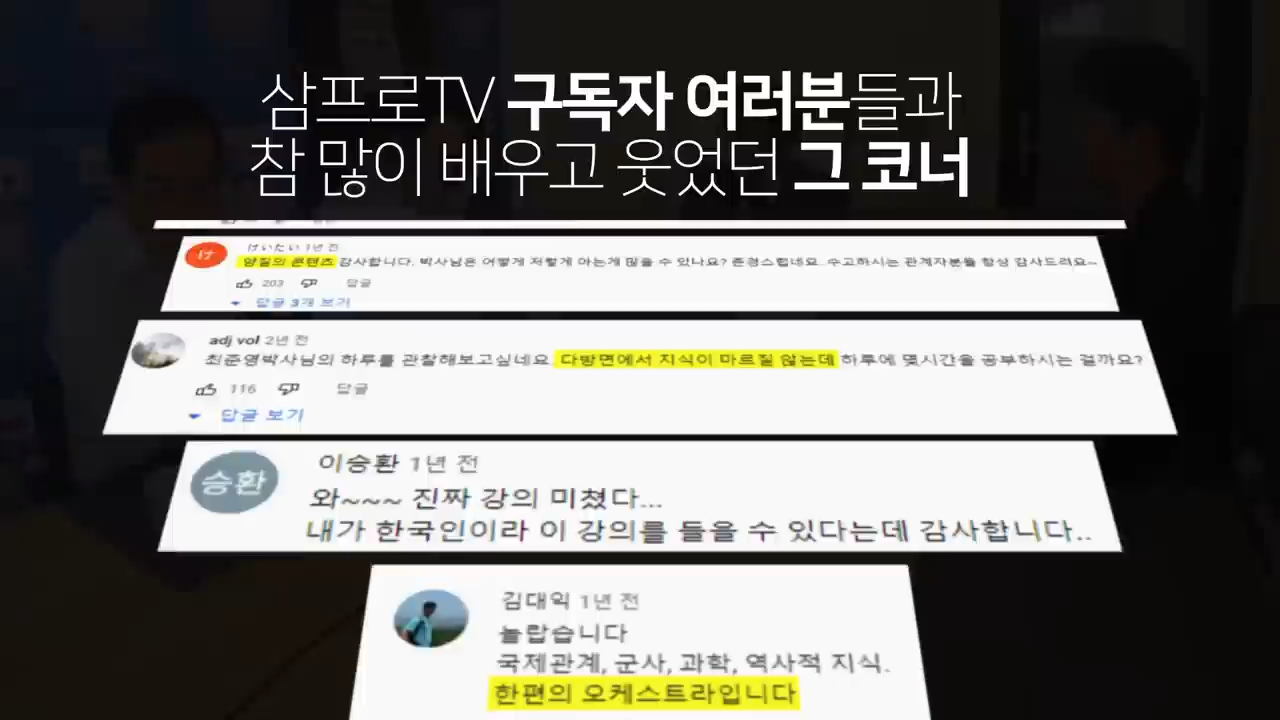 삼프로TV 구독자 여러분들과
참 많이 배우고 웃었던 그 코너
け
けいたい 1년 전
양질의 콘텐츠 감사합니다. 박사님은 어떻게 저렇게 아는게 많을 수 있나요? 존경스럽네요. 수고하시는 관계자분들 항상 감사드려요~
203 답글
답글 3개 보기
adj vol 2년 전
최준영박사님의 하루를 관찰해보고싶네요 다방면에서 지식이 마르질 않는데 하루에 몇시간을 공부하시는 걸까요?
116 답글
답글 보기
승환
이승환 1년 전
와~~~ 진짜 강의 미쳤다...
내가 한국인이라 이 강의를 들을 수 있다는데 감사합니다..
김대익 1년 전
놀랍습니다
국제관계, 군사, 과학, 역사적 지식.
한편의 오케스트라입니다